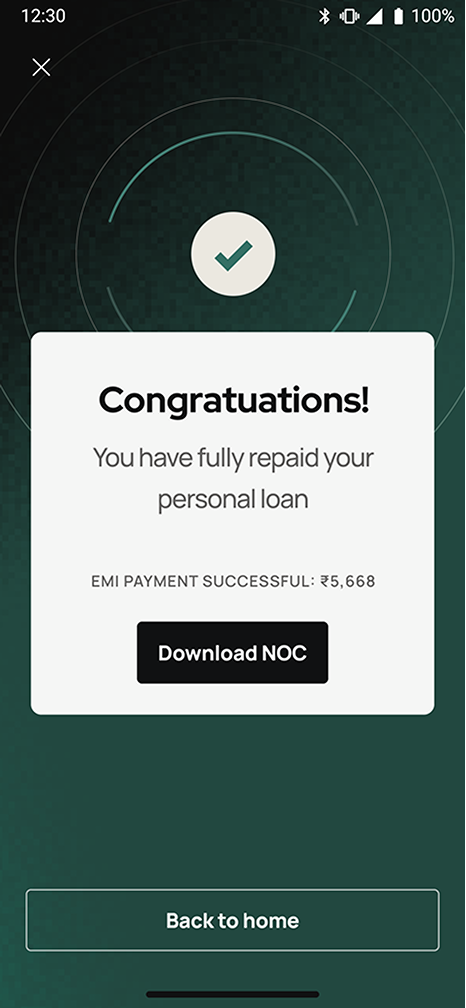 12:30
100%
Congratuations!
You have fully repaid your
personal loan
EMI PAYMENT SUCCESSFUL: ₹5,668
Download NOC
Back to home